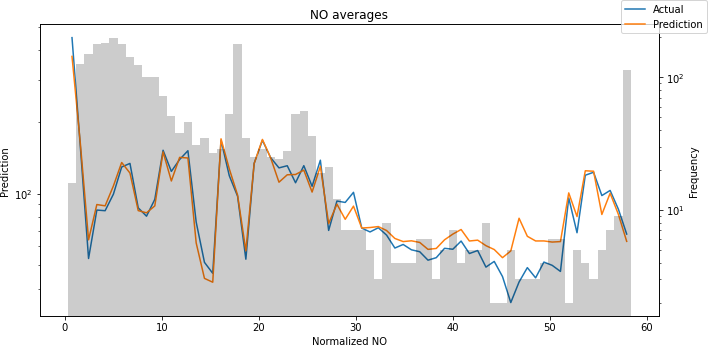 NO averages
Actual
Prediction
Prediction
10²
10²
10¹
Frequency
0 10 20 30 40 50 60
Normalized NO